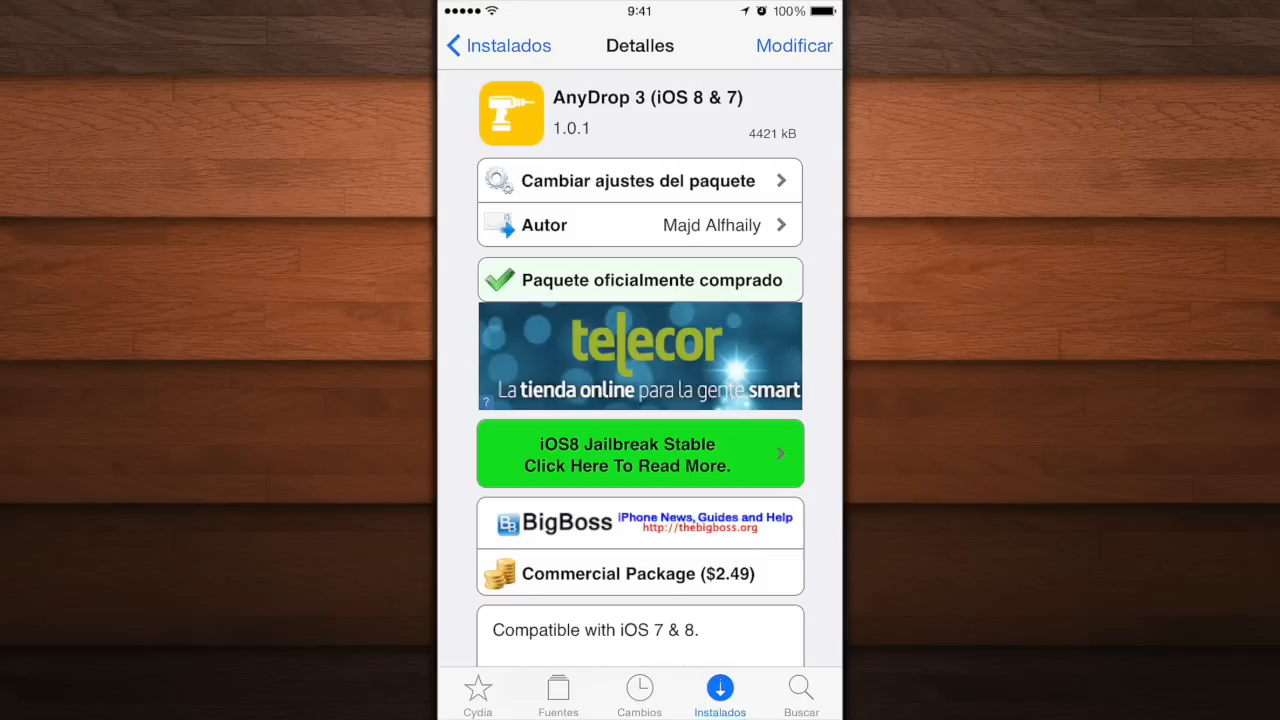 9:41
100%
Instalados
Detalles
Modificar
AnyDrop 3 (iOS 8 & 7)
1.0.1
4421 kB
Cambiar ajustes del paquete
Autor
Majd Alfhaily
Paquete oficialmente comprado
telecor
La tienda online para la gente smart
?
iOS8 Jailbreak Stable
Click Here To Read More.
BB
BigBoss
iPhone News, Guides and Help
http://thebigboss.org
Commercial Package ($2.49)
Compatible with iOS 7 & 8.
Cydia
Fuentes
Cambios
Instalados
Buscar